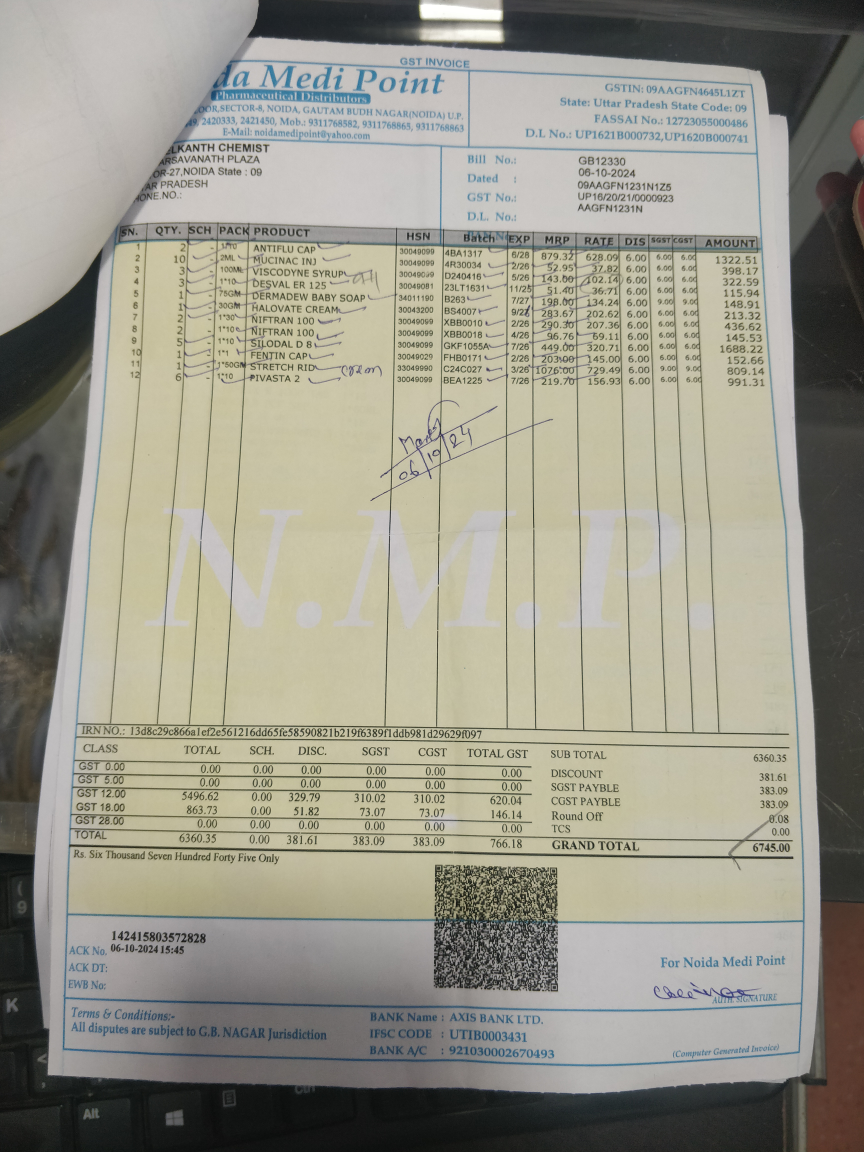 GST INVOICE
da Medi Point
Pharmaceutical Distributors
OOR,SECTOR-8, NOIDA, GAUTAM BUDH NAGAR(NOIDA) U.P.
49, 2420333, 2421450, Mob.: 9311768582, 9311768865, 9311768863
E-Mail: noidamedipoint@yahoo.com
GSTIN: 09AAGFN4645L1ZT
State: Uttar Pradesh State Code: 09
FASSAI No.: 12723055000486
D.L No.: UP1621B000732,UP1620B000741
ELKANTH CHEMIST
ARSAVANATH PLAZA
OR-27,NOIDA State : 09
AR PRADESH
HONE.NO.:
Bill No.: GB12330
Dated : 06-10-2024
GST No.: 09AAGFN1231N1Z5
D.L. No.: UP16/20/21/0000923
AAGFN1231N
SN. QTY. SCH PACK PRODUCT HSN Batch EXP MRP RATE DIS SGST CGST AMOUNT
1 2 - 1*10 ANTIFLU CAP 30049099 4BA1317 6/26 879.32 628.09 6.00 6.00 6.00 1322.51
2 10 - 2ML MUCINAC INJ 30049099 4R30034 2/26 52.95 37.82 6.00 6.00 6.00 398.17
3 3 - 100ML VISCODYNE SYRUP 30049099 D240416 5/26 143.00 102.14 6.00 6.00 6.00 322.59
4 3 - 1*10 DESVAL ER 125 30049081 23LT1631 11/25 51.40 36.71 6.00 6.00 6.00 115.94
5 1 - 75GM DERMADEW BABY SOAP 34011190 B263 7/27 198.00 134.24 6.00 9.00 9.00 148.91
6 1 - 30GM HALOVATE CREAM 30043200 BS4007 283.67 202.62 6.00 6.00 6.00 213.32
7 2 - 1*30 NIFTRAN 100 30049099 XBB0010 2/26 290.30 207.36 6.00 6.00 6.00 436.62
8 2 - 1*10 NIFTRAN 100 30049099 XBB0018 4/26 96.76 69.11 6.00 6.00 6.00 145.53
9 5 - 1*10 SILODAL D 8 30049099 GKF1055A 7/26 449.00 320.71 6.00 6.00 6.00 1688.22
10 1 - 1*1 FENTIN CAP 30049029 FHB0171 2/26 203.00 145.00 6.00 6.00 6.00 152.66
11 1 - 1*50GM STRETCH RID 33049990 C24C027 3/26 1076.00 729.49 6.00 9.00 9.00 809.14
12 6 - 1*10 PIVASTA 2 30049099 BEA1225 7/26 219.70 156.93 6.00 6.00 6.00 991.31
06/10/24
N.M.P.
IRN NO.: 13d8c29c866a1ef2e561216dd65fe58590821b219f6389f1ddb981d29629f097
CLASS TOTAL SCH. DISC. SGST CGST TOTAL GST
GST 0.00 0.00 0.00 0.00 0.00 0.00 0.00
GST 5.00 0.00 0.00 0.00 0.00 0.00 0.00
GST 12.00 5496.62 0.00 329.79 310.02 310.02 620.04
GST 18.00 863.73 0.00 51.82 73.07 73.07 146.14
GST 28.00 0.00 0.00 0.00 0.00 0.00 0.00
TOTAL 6360.35 0.00 381.61 383.09 383.09 766.18
SUB TOTAL 6360.35
DISCOUNT 381.61
SGST PAYBLE 383.09
CGST PAYBLE 383.09
Round Off 0.08
TCS 0.00
GRAND TOTAL 6745.00
Rs. Six Thousand Seven Hundred Forty Five Only
142415803572828
ACK No. 06-10-2024 15:45
ACK DT:
EWB No:
For Noida Medi Point
AUTH. SIGNATURE
Terms & Conditions:-
All disputes are subject to G.B. NAGAR Jurisdiction
BANK Name : AXIS BANK LTD.
IFSC CODE : UTIB0003431
BANK A/C : 921030002670493
(Computer Generated Invoice)
K
Alt
Ctrl